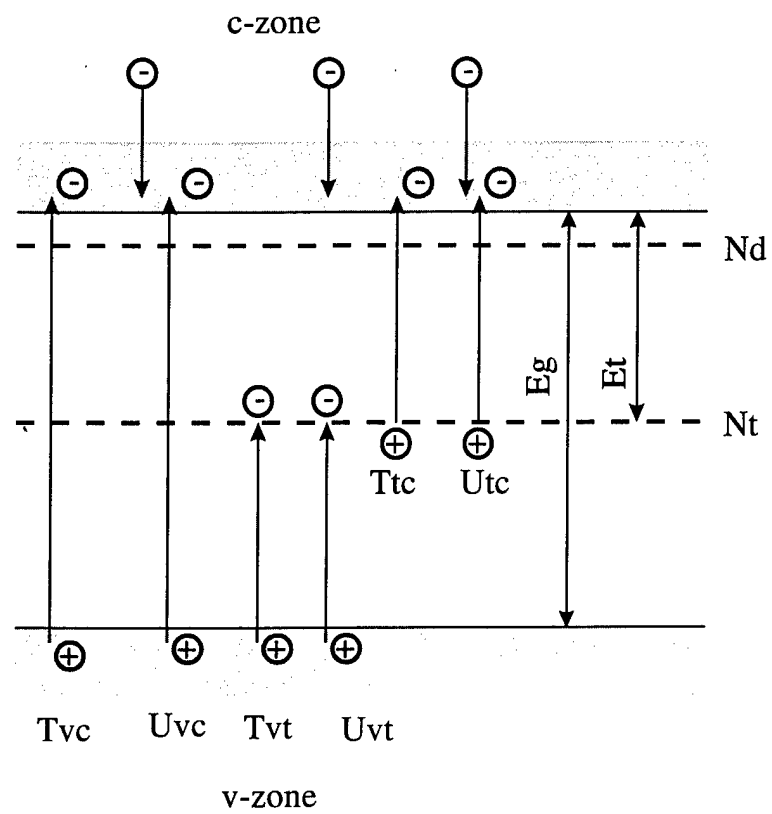 c-zone
Nd
Eg
Et
Nt
Ttc Utc
Tvc Uvc Tvt Uvt
v-zone